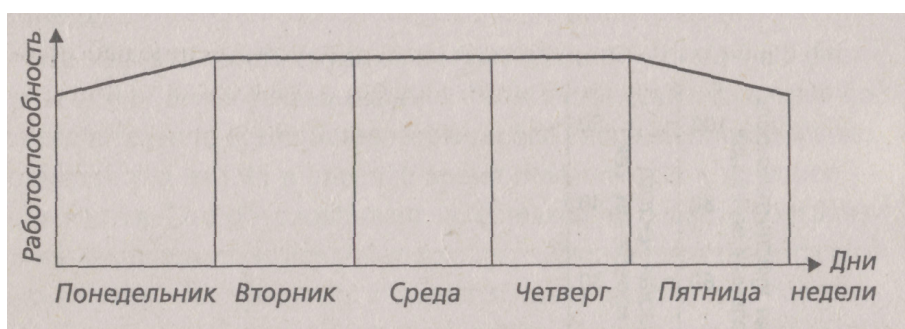 Работоспособность
Дни
Понедельник Вторник Среда Четверг Пятница недели